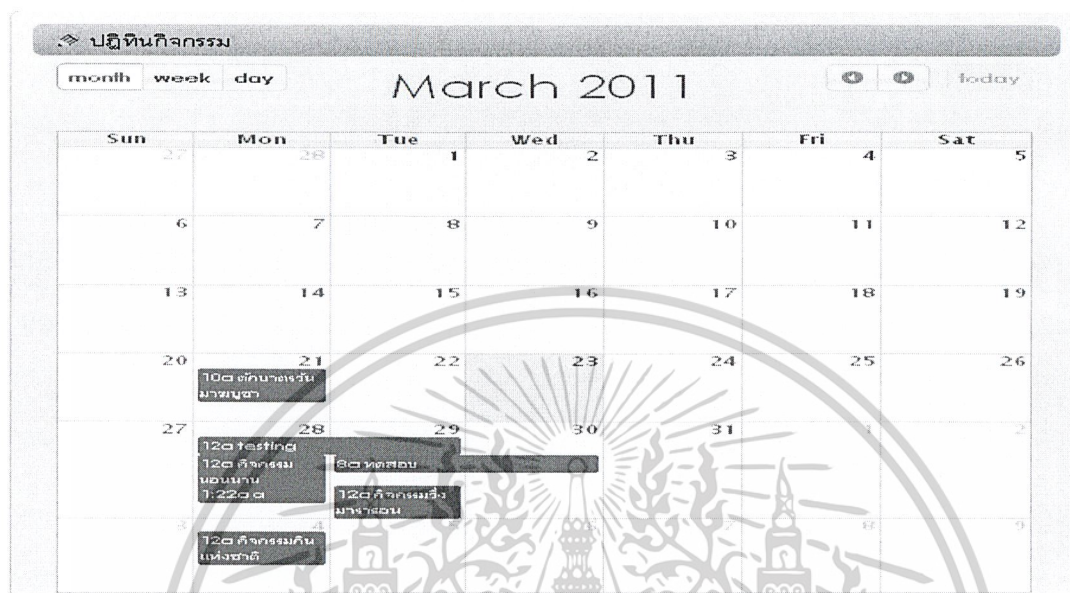 ปฏิทินกิจกรรม
month week day March 2011 today
Sun Mon Tue Wed Thu Fri Sat
27 28 1 2 3 4 5
6 7 8 9 10 11 12
13 14 15 16 17 18 19
20 21 22 23 24 25 26
10a ตักบาตรวัน
มาฆบูชา
27 28 29 30 31 1 2
12a testing
12a กิจกรรม
นอนนาน
8a ทดสอบ
1:22a a
12a กิจกรรมวิ่ง
มาราธอน
3 4 5 6 7 8 9
12a กิจกรรมกิน
แห่งชาติ